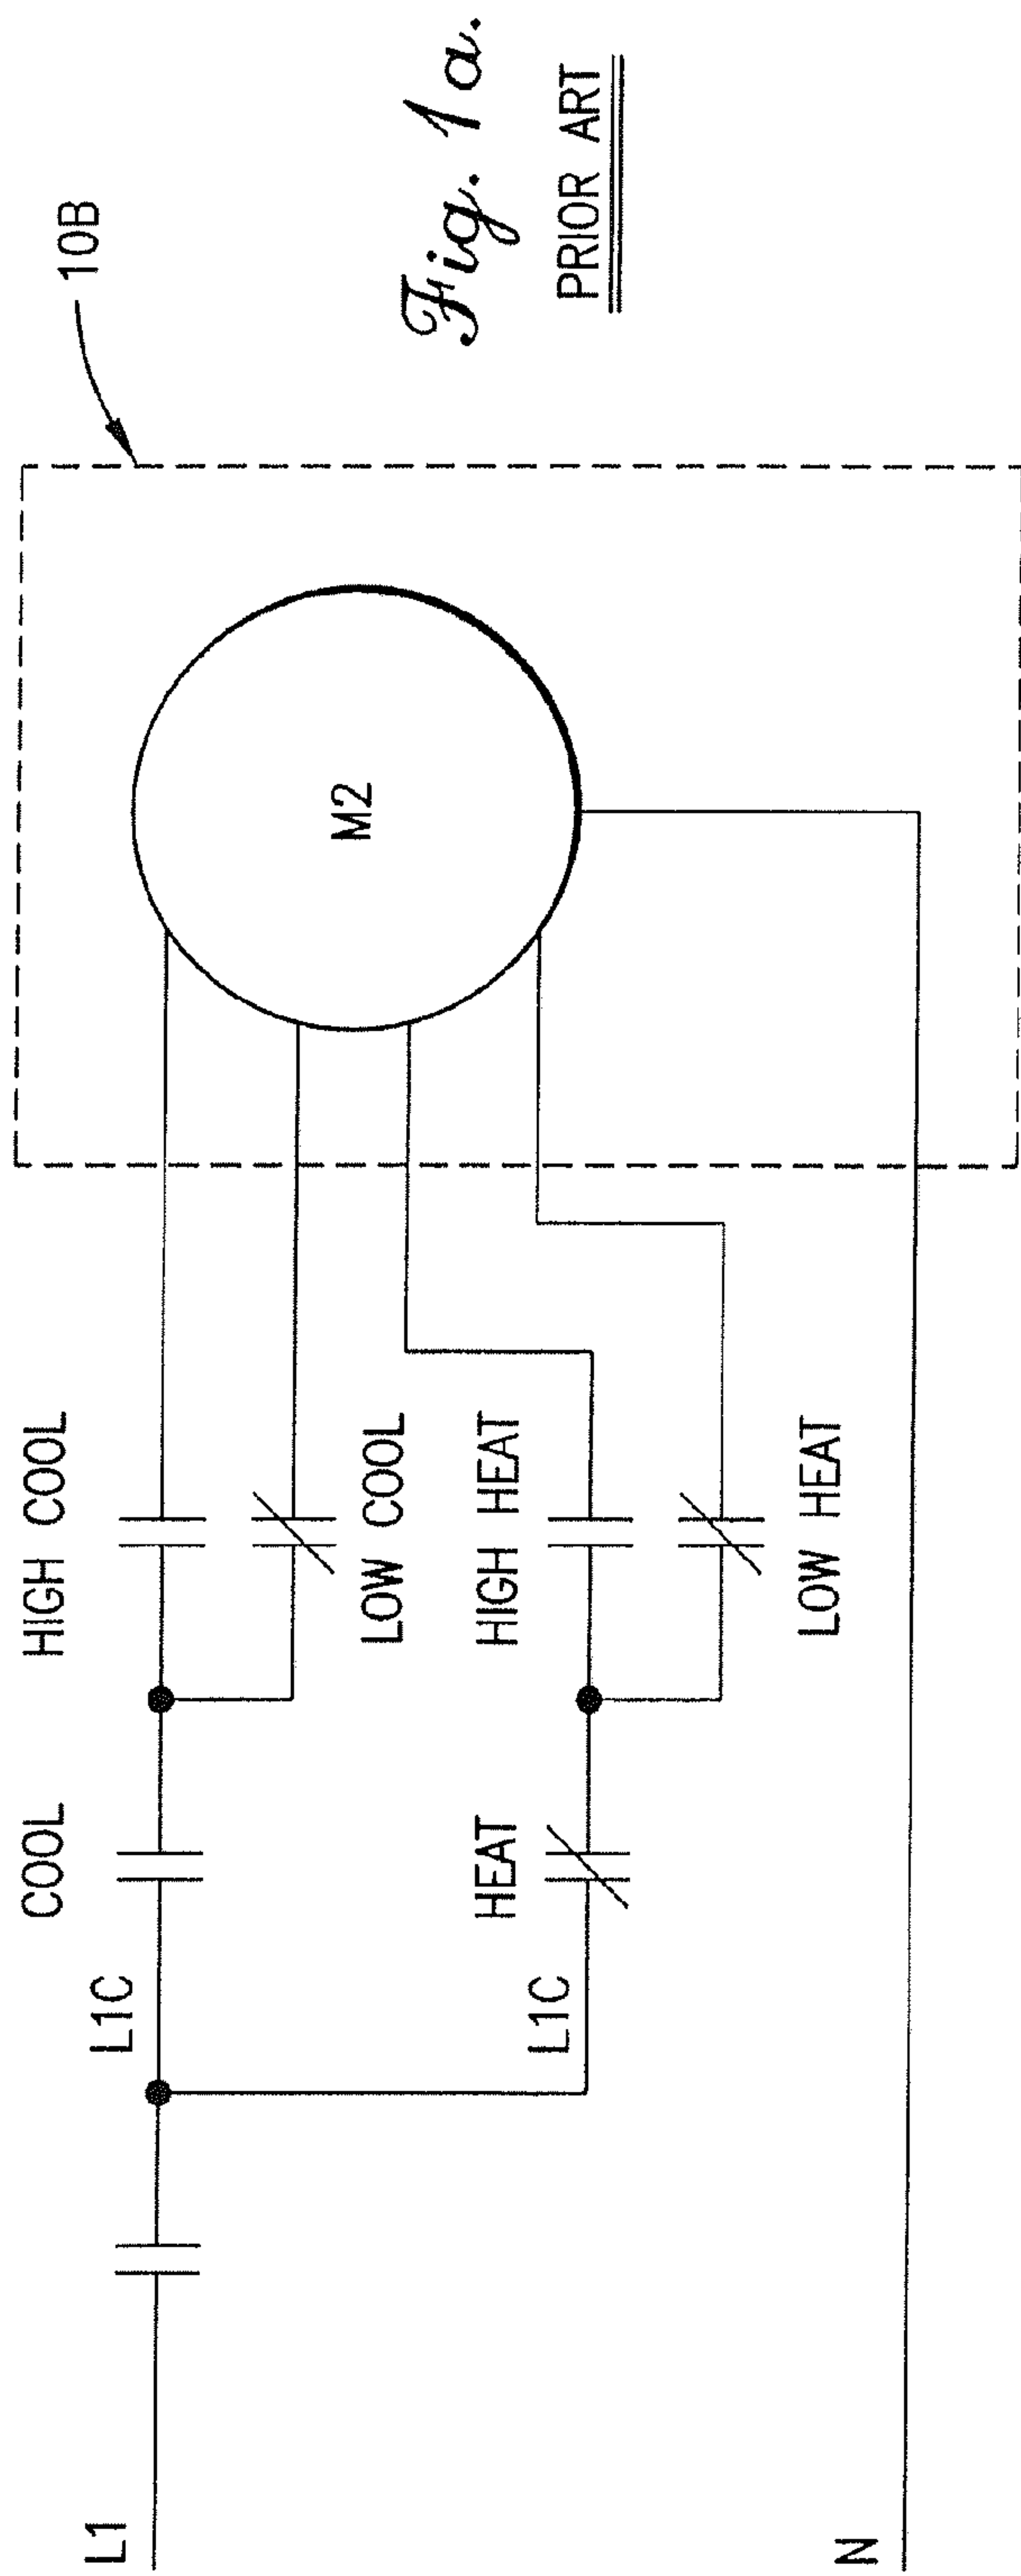 L1
L1C
COOL
HIGH COOL
LOW COOL
L1C
HEAT
HIGH HEAT
LOW HEAT
N
M2
10B
Fig. 1a.
PRIOR ART